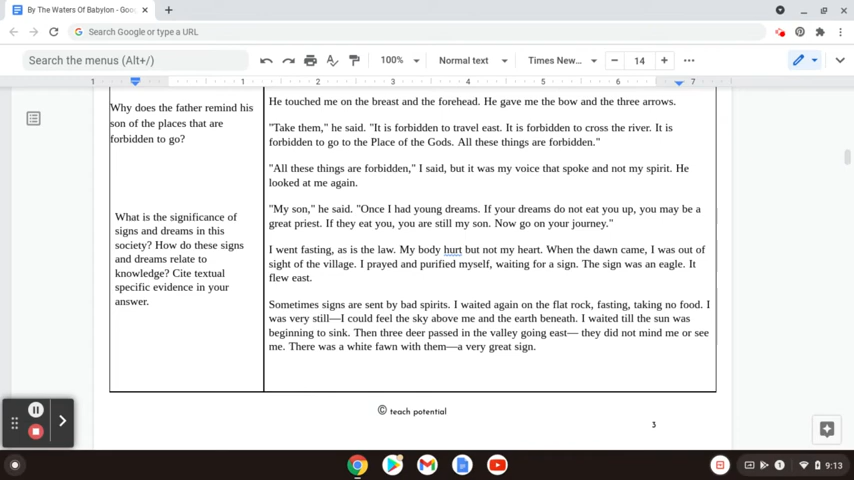 By The Waters Of Babylon - Goo
Search Google or type a URL
Search the menus (Alt+/)
100%
Normal text
Times New...
14
1
1
2
3
4
5
6
7
Why does the father remind his
son of the places that are
forbidden to go?
What is the significance of
signs and dreams in this
society? How do these signs
and dreams relate to
knowledge? Cite textual
specific evidence in your
answer.
He touched me on the breast and the forehead. He gave me the bow and the three arrows.
"Take them," he said. "It is forbidden to travel east. It is forbidden to cross the river. It is
forbidden to go to the Place of the Gods. All these things are forbidden."
"All these things are forbidden," I said, but it was my voice that spoke and not my spirit. He
looked at me again.
"My son," he said. "Once I had young dreams. If your dreams do not eat you up, you may be a
great priest. If they eat you, you are still my son. Now go on your journey."
I went fasting, as is the law. My body hurt but not my heart. When the dawn came, I was out of
sight of the village. I prayed and purified myself, waiting for a sign. The sign was an eagle. It
flew east.
Sometimes signs are sent by bad spirits. I waited again on the flat rock, fasting, taking no food. I
was very still—I could feel the sky above me and the earth beneath. I waited till the sun was
beginning to sink. Then three deer passed in the valley going east— they did not mind me or see
me. There was a white fawn with them—a very great sign.
© teach potential
3
1
9:13